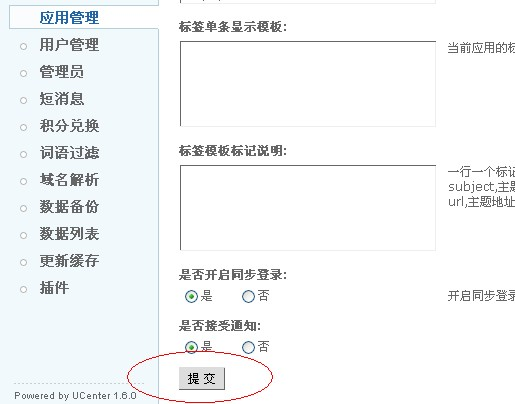 应用管理
用户管理
管理员
短消息
积分兑换
词语过滤
域名解析
数据备份
数据列表
更新缓存
插件
Powered by UCenter 1.6.0
标签单条显示模板:
当前应用的标
标签模板标记说明:
一行一个标记
subject,主题
url,主题地址
是否开启同步登录:
是 否
开启同步登录
是否接受通知:
是 否
提 交